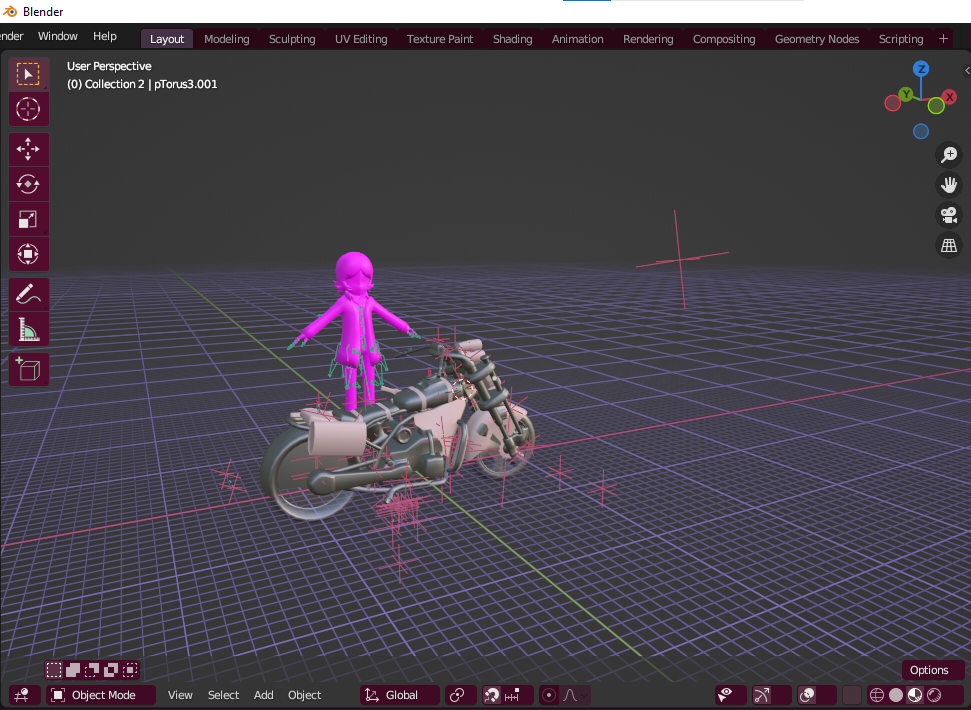 Blender
nder Window Help Layout Modeling Sculpting UV Editing Texture Paint Shading Animation Rendering Compositing Geometry Nodes Scripting +
User Perspective
(0) Collection 2 | pTorus3.001
Z
Y
X
Options
Object Mode View Select Add Object Global